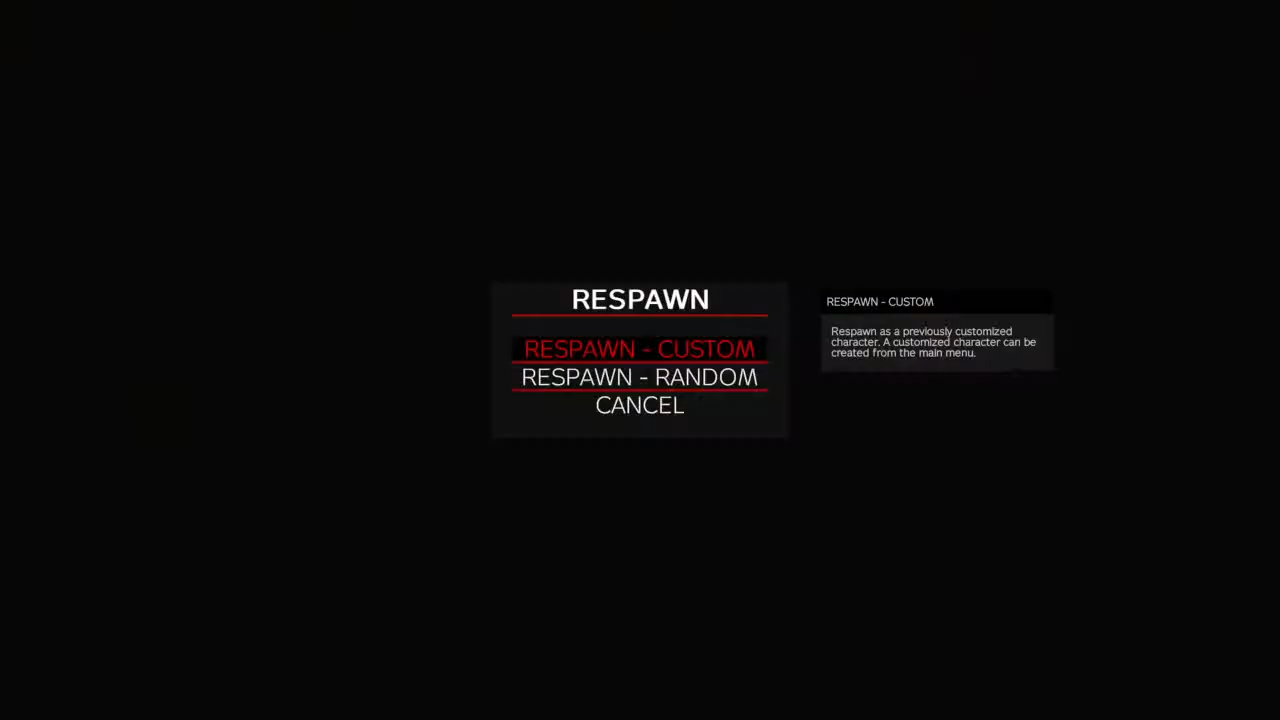 RESPAWN
RESPAWN - CUSTOM
RESPAWN - RANDOM
CANCEL
RESPAWN - CUSTOM
Respawn as a previously customized
character. A customized character can be
created from the main menu.